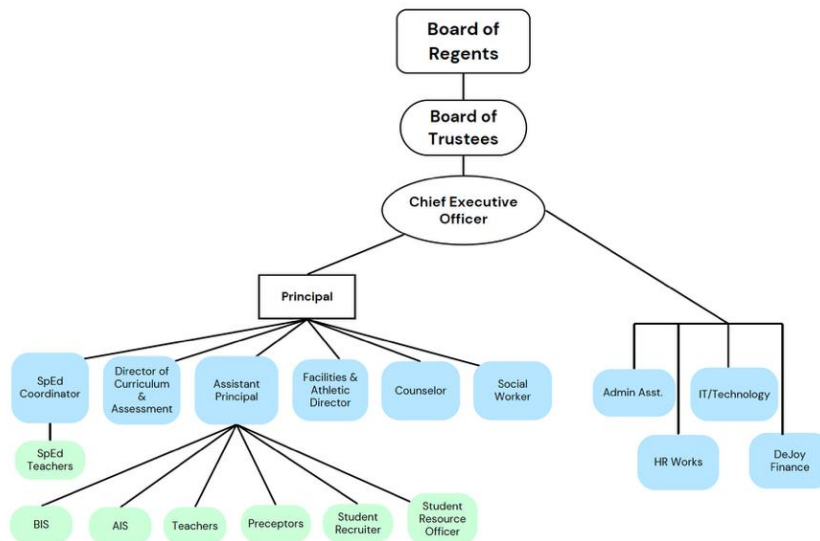 Board of
Regents
Board of
Trustees
Chief Executive
Officer
Principal
SpEd
Coordinator
Director of
Curriculum
&
Assessment
Assistant
Principal
Facilities &
Athletic
Director
Counselor
Social
Worker
Admin Asst.
IT/Technology
HR Works
DeJoy
Finance
SpEd
Teachers
BIS
AIS
Teachers
Preceptors
Student
Recruiter
Student
Resource
Officer